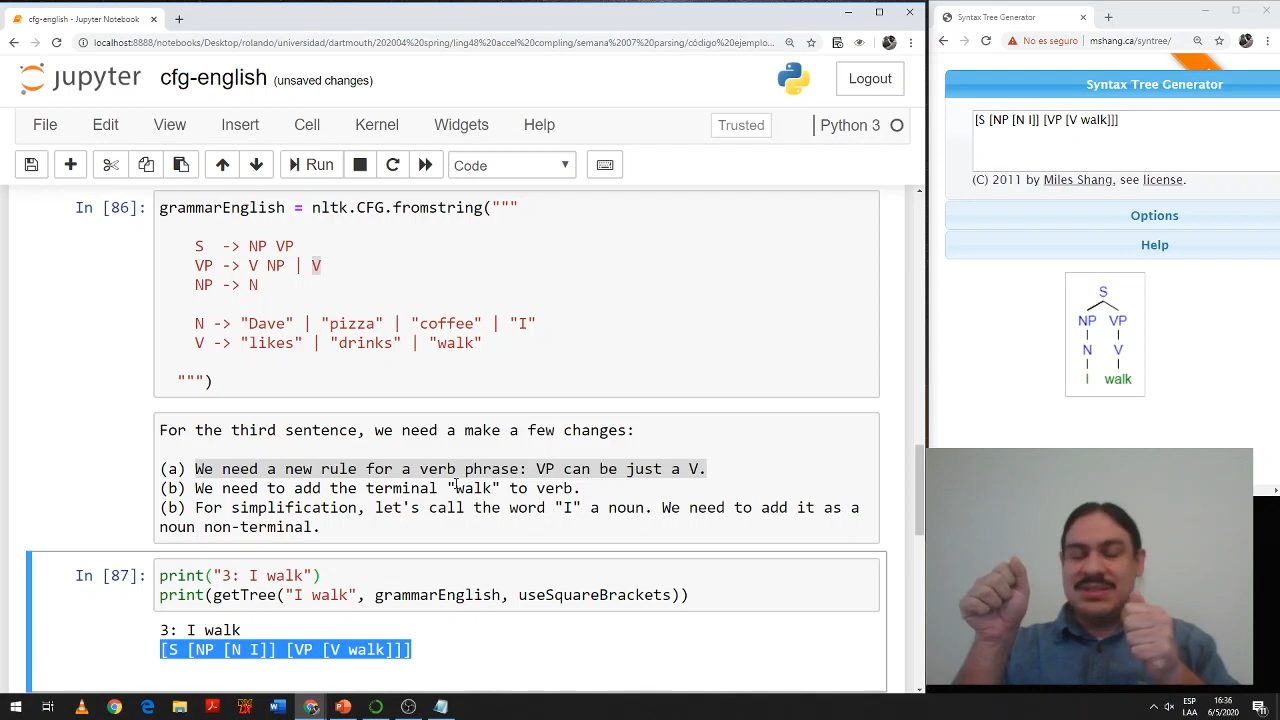 cfg-english - Jupyter Notebook
localhost:8888/notebooks/Dartmouth/rolando/universidad/dartmouth/202004%20spring/ling48%20accel%20compling/semana%2007%20parsing/código%20ejemplo...
jupyter cfg-english (unsaved changes)
Logout
File Edit View Insert Cell Kernel Widgets Help
Trusted
Python 3
Run
Code
In [86]: grammarEnglish = nltk.CFG.fromstring("""
S -> NP VP
VP -> V NP | V
NP -> N
N -> "Dave" | "pizza" | "coffee" | "I"
V -> "likes" | "drinks" | "walk"
""")
For the third sentence, we need a make a few changes:
(a) We need a new rule for a verb phrase: VP can be just a V.
(b) We need to add the terminal "walk" to verb.
(b) For simplification, let's call the word "I" a noun. We need to add it as a
noun non-terminal.
In [87]: print("3: I walk")
print(getTree("I walk", grammarEnglish, useSquareBrackets))
3: I walk
[S [NP [N I]] [VP [V walk]]]
Syntax Tree Generator
No es seguro | mshang.ca/syntree/
Syntax Tree Generator
[S [NP [N I]] [VP [V walk]]]
(C) 2011 by Miles Shang, see license.
Options
Help
S
NP VP
N V
I walk
ESP
LAA
16:36
6/5/2020